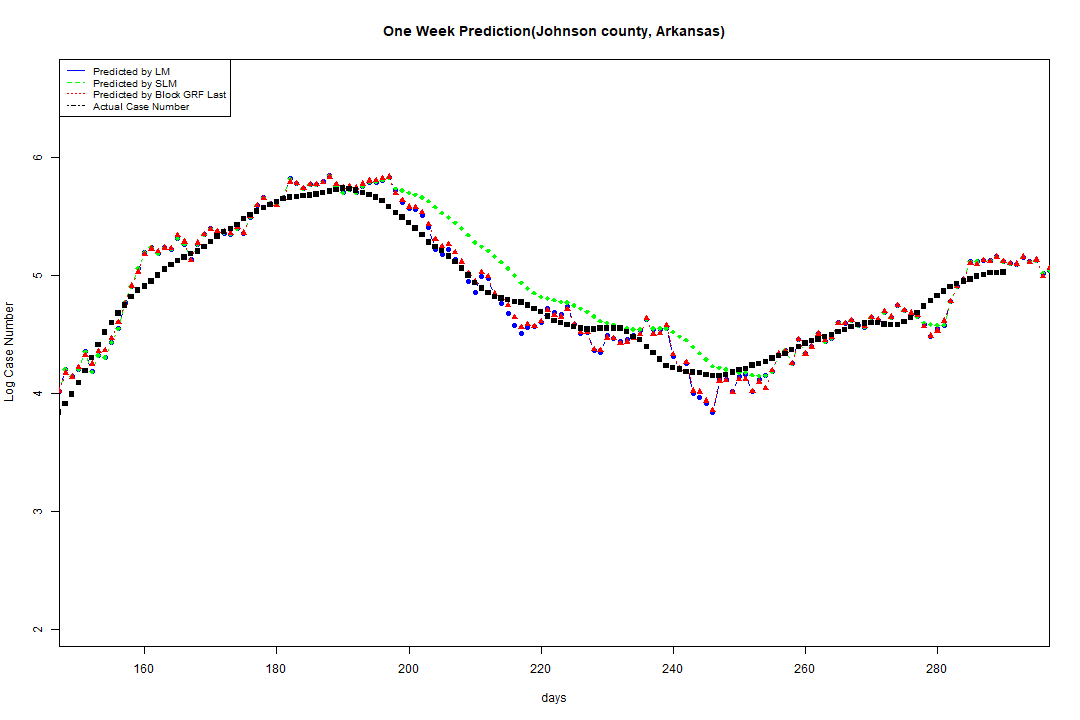 One Week Prediction(Johnson county, Arkansas)
Predicted by LM
Predicted by SLM
Predicted by Block GRF Last
Actual Case Number
6
5
4
3
2
Log Case Number
160 180 200 220 240 260 280
days